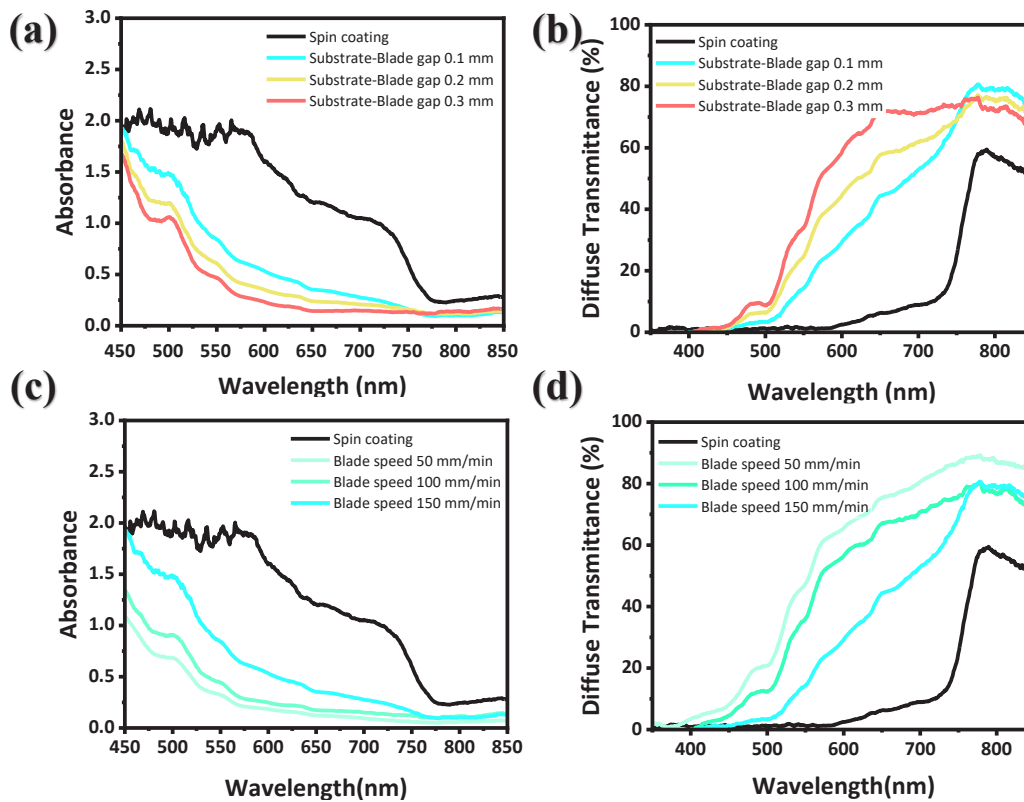 (a)
3.0
2.5
2.0
1.5
1.0
0.5
0.0
Absorbance
Spin coating
Substrate-Blade gap 0.1 mm
Substrate-Blade gap 0.2 mm
Substrate-Blade gap 0.3 mm
450 500 550 600 650 700 750 800 850
Wavelength (nm)
(b)
100
80
60
40
20
0
Diffuse Transmittance (%)
Spin coating
Substrate-Blade gap 0.1 mm
Substrate-Blade gap 0.2 mm
Substrate-Blade gap 0.3 mm
400 500 600 700 800
Wavelength (nm)
(c)
3.0
2.5
2.0
1.5
1.0
0.5
0.0
Absorbance
Spin coating
Blade speed 50 mm/min
Blade speed 100 mm/min
Blade speed 150 mm/min
450 500 550 600 650 700 750 800 850
Wavelength(nm)
(d)
100
80
60
40
20
0
Diffuse Transmittance (%)
Spin coating
Blade speed 50 mm/min
Blade speed 100 mm/min
Blade speed 150 mm/min
400 500 600 700 800
Wavelength(nm)